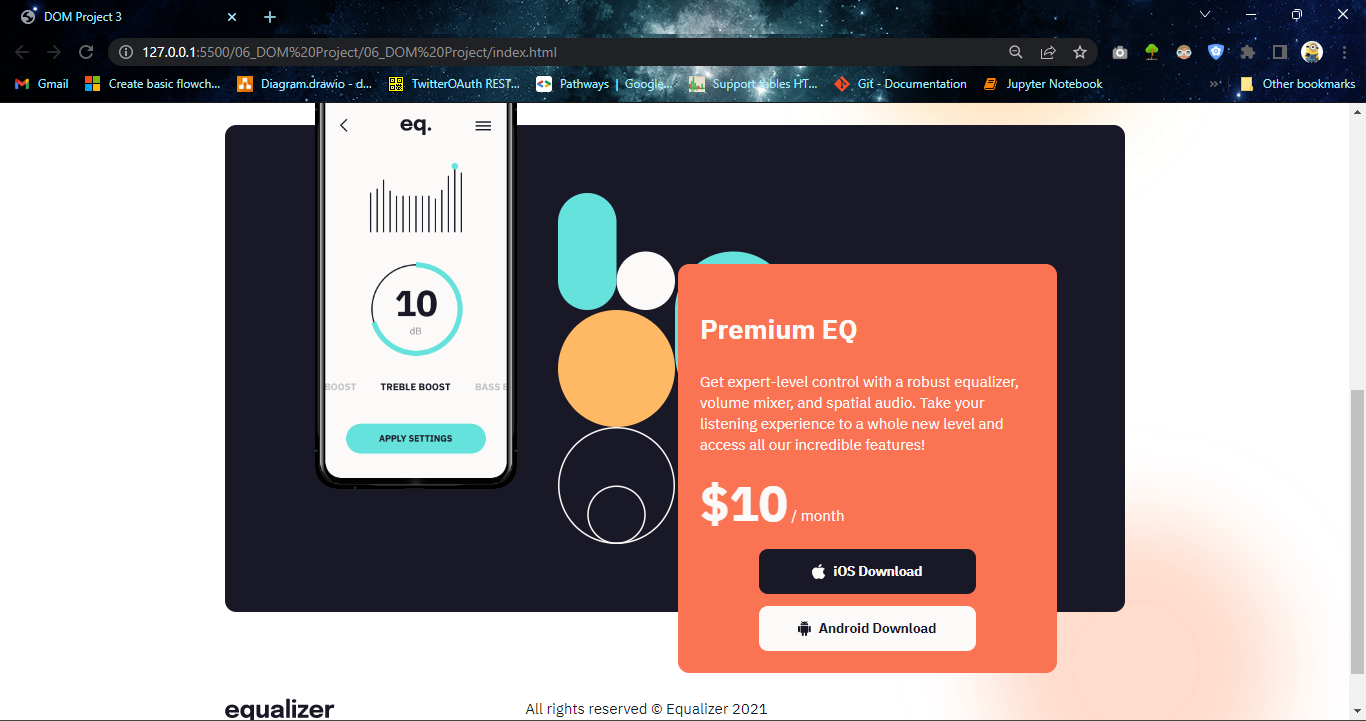 DOM Project 3
127.0.0.1:5500/06_DOM%20Project/06_DOM%20Project/index.html
Gmail
Create basic flowch...
Diagram.drawio - d...
TwitterOAuth REST...
Pathways | Google...
Support tables HT...
Git - Documentation
Jupyter Notebook
Other bookmarks
eq.
10
dB
BOOST TREBLE BOOST BASS
APPLY SETTINGS
Premium EQ
Get expert-level control with a robust equalizer,
volume mixer, and spatial audio. Take your
listening experience to a whole new level and
access all our incredible features!
$10 / month
iOS Download
Android Download
equalizer
All rights reserved © Equalizer 2021